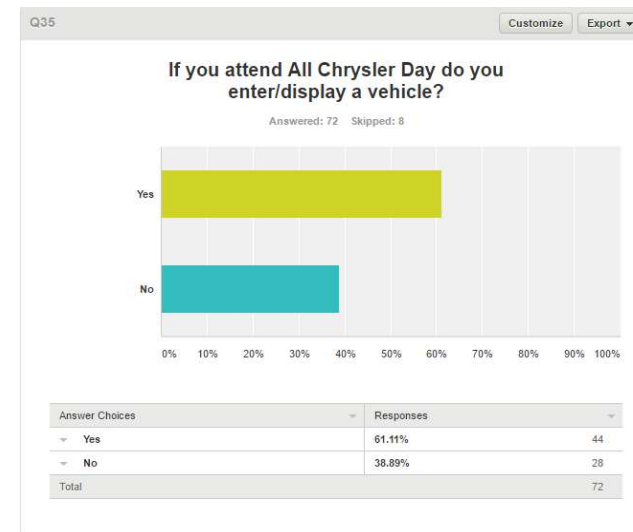 Q35
Customize
Export
If you attend All Chrysler Day do you
enter/display a vehicle?
Answered: 72 Skipped: 8
Yes
No
0% 10% 20% 30% 40% 50% 60% 70% 80% 90% 100%
Answer Choices Responses
Yes 61.11% 44
No 38.89% 28
Total 72